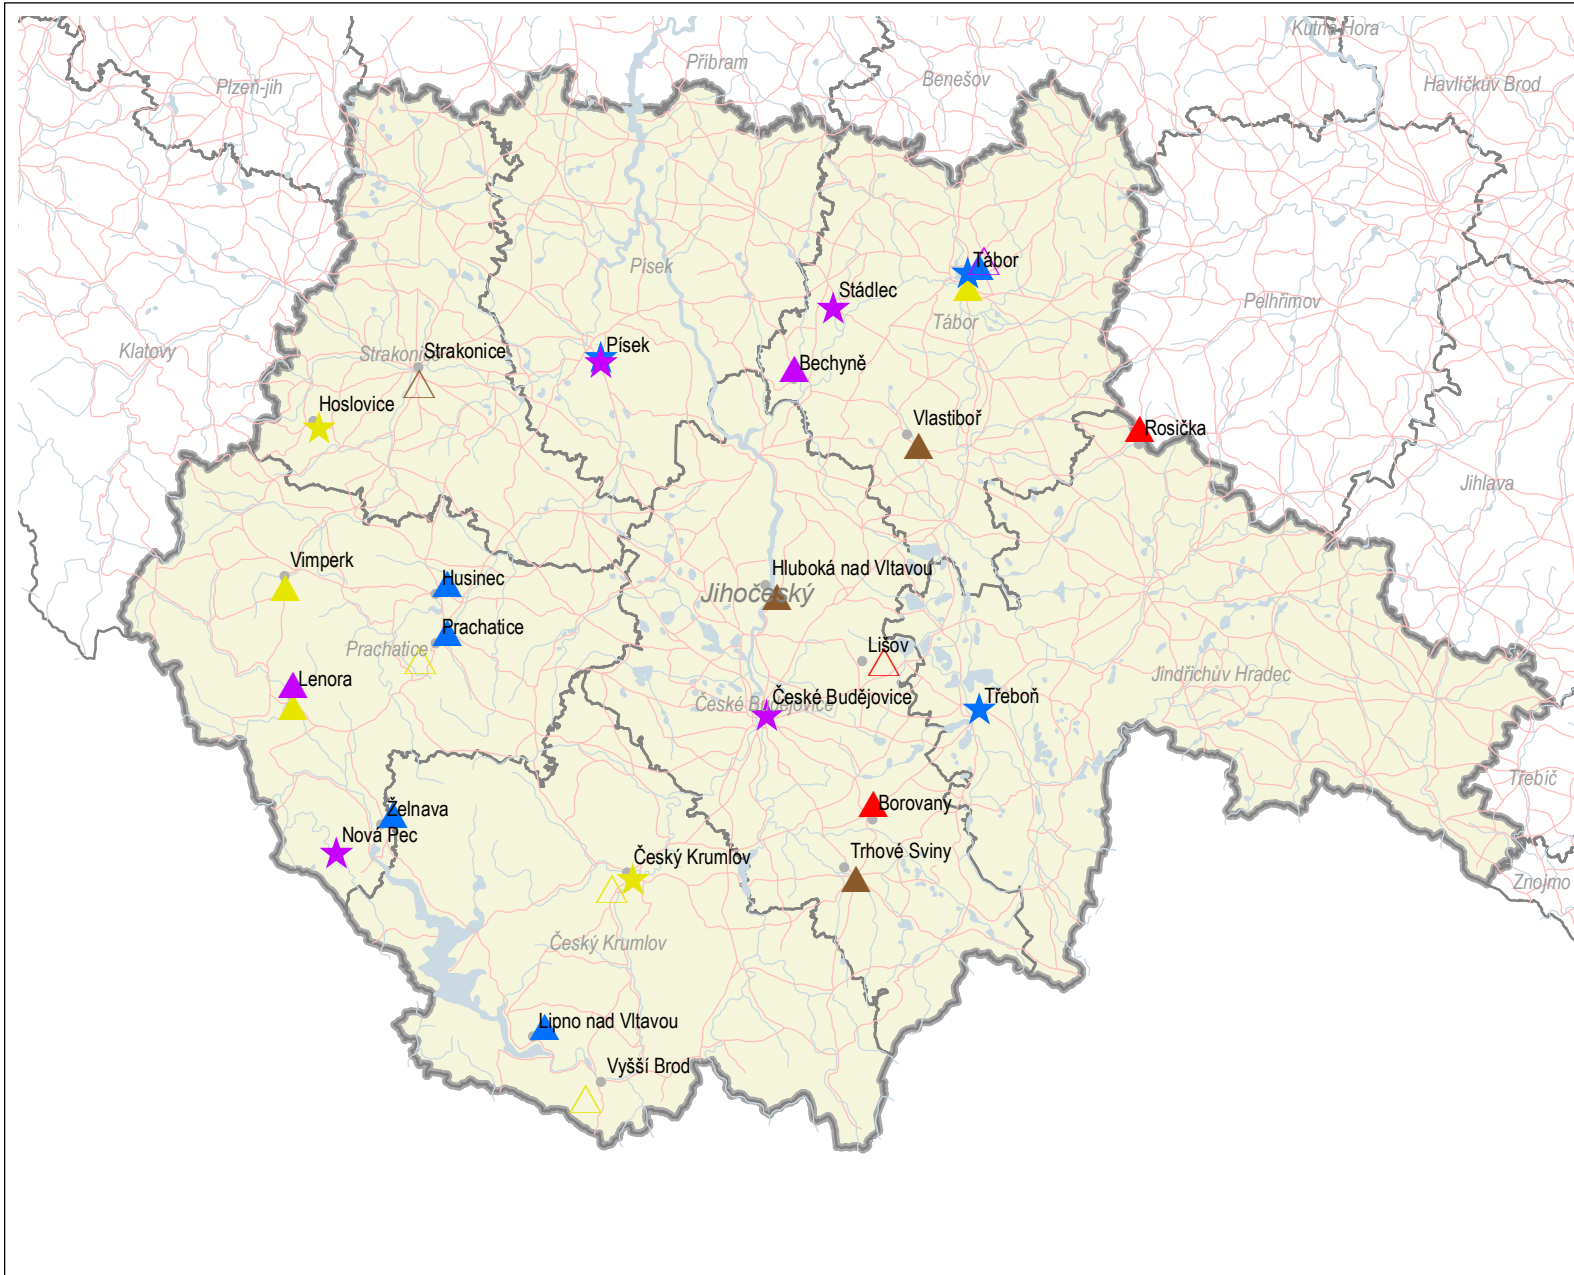 Kutná Hora
Příbram
Benešov
Plzeň-jih
Havlíčkův Brod
Písek
Tábor
Stádlec
Pelhřimov
Tábor
Klatovy
Strakonice
Strakonice
Písek
Bechyně
Hoslovice
Vlastiboř
Rosička
Jihlava
Vimperk
Husinec
Hluboká nad Vltavou
Jihočeský
Prachatice
Prachatice
Lišov
Lenora
Jindřichův Hradec
České Budějovice
České Budějovice
Třeboň
Třebíč
Želnava
Borovany
Nová Pec
Český Krumlov
Trhové Sviny
Znojmo
Český Krumlov
Lipno nad Vltavou
Vyšší Brod